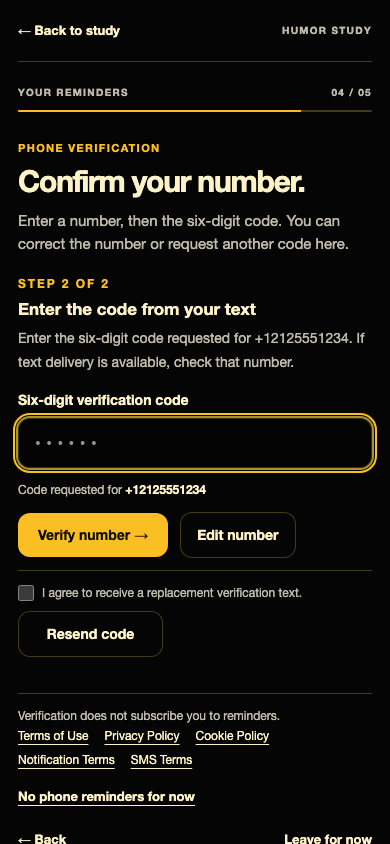 ← Back to study
HUMOR STUDY
YOUR REMINDERS
04 / 05
PHONE VERIFICATION
Confirm your number.
Enter a number, then the six-digit code. You can
correct the number or request another code here.
STEP 2 OF 2
Enter the code from your text
Enter the six-digit code requested for +12125551234. If
text delivery is available, check that number.
Six-digit verification code
••••••
Code requested for +12125551234
Verify number →
Edit number
I agree to receive a replacement verification text.
Resend code
Verification does not subscribe you to reminders.
Terms of Use Privacy Policy Cookie Policy
Notification Terms SMS Terms
No phone reminders for now
← Back
Leave for now